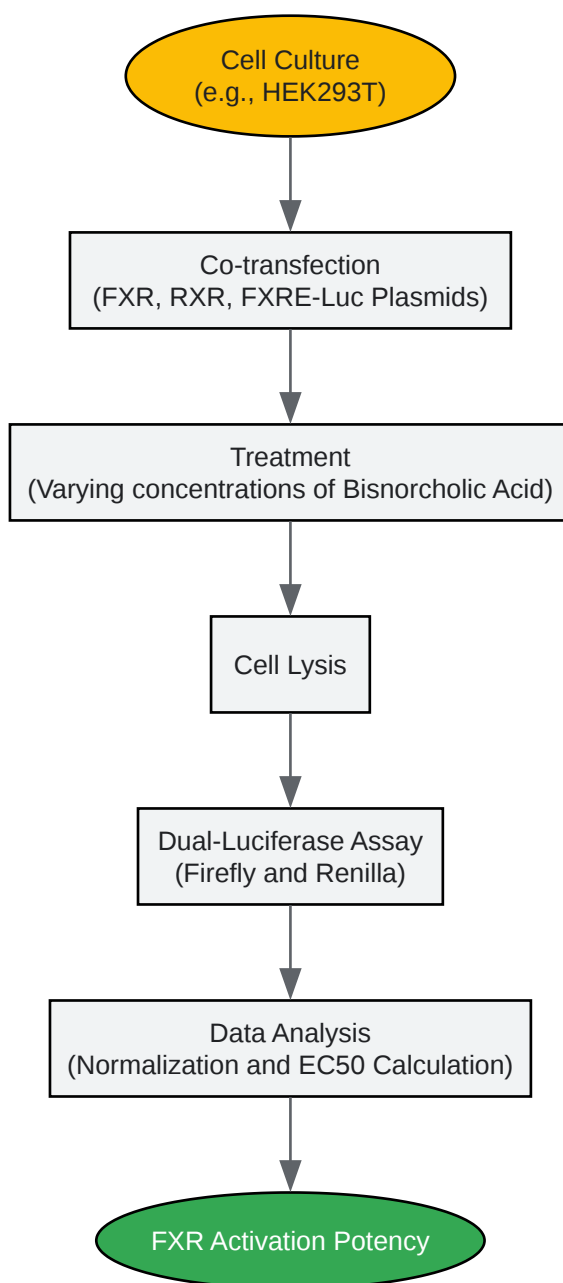 Cell Culture
(e.g., HEK293T)
Co-transfection
(FXR, RXR, FXRE-Luc Plasmids)
Treatment
(Varying concentrations of Bisnorcholic Acid)
Cell Lysis
Dual-Luciferase Assay
(Firefly and Renilla)
Data Analysis
(Normalization and EC50 Calculation)
FXR Activation Potency